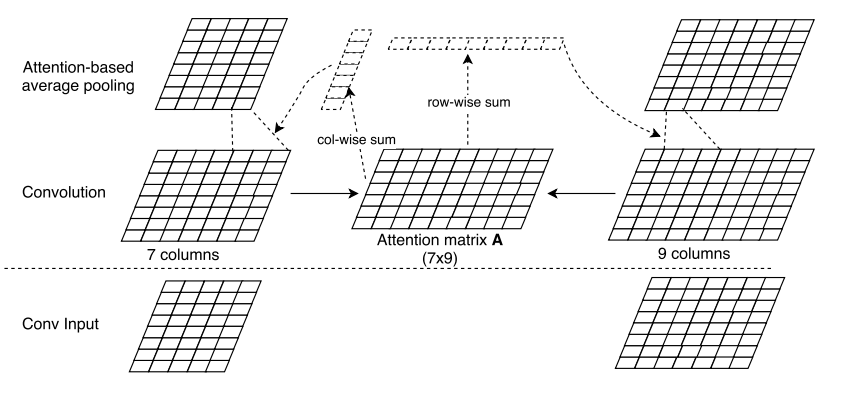 Attention-based
average pooling
row-wise sum
col-wise sum
Convolution
Attention matrix A
7 columns
(7x9)
9 columns
Conv Input